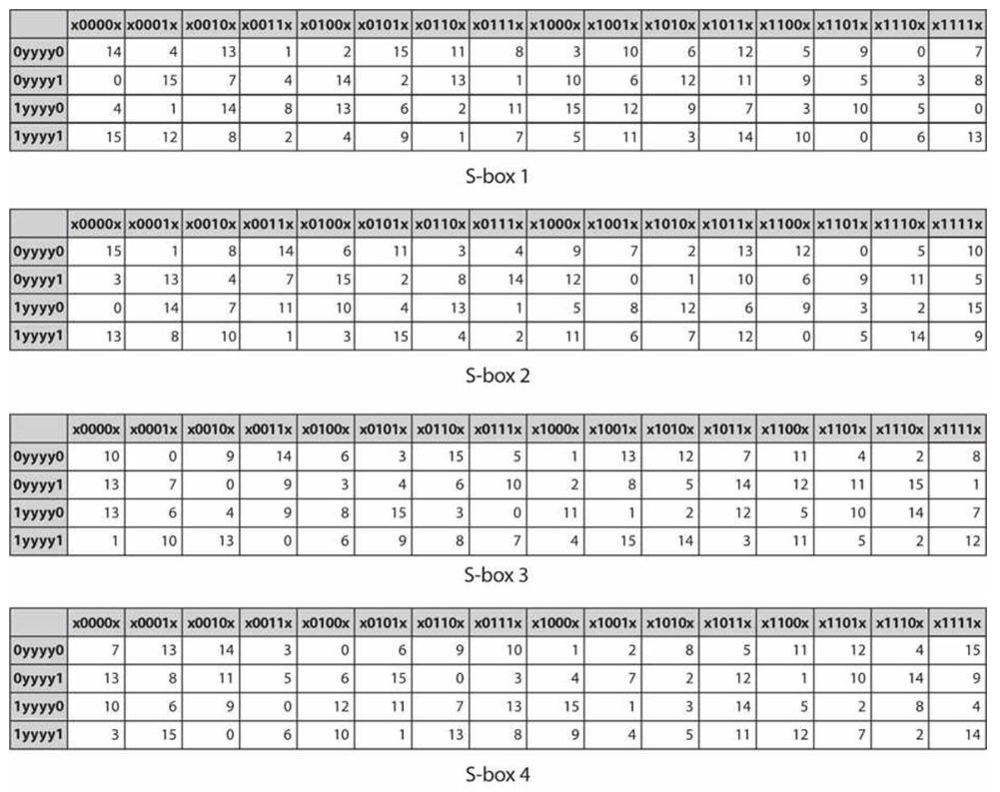 x0000x x0001x x0010x x0011x x0100x x0101x x0110x x0111x x1000x x1001x x1010x x1011x x1100x x1101x x1110x x1111x
0yyyy0 14 4 13 1 2 15 11 8 3 10 6 12 5 9 0 7
0yyyy1 0 15 7 4 14 2 13 1 10 6 12 11 9 5 3 8
1yyyy0 4 1 14 8 13 6 2 11 15 12 9 7 3 10 5 0
1yyyy1 15 12 8 2 4 9 1 7 5 11 3 14 10 0 6 13
S-box 1
x0000x x0001x x0010x x0011x x0100x x0101x x0110x x0111x x1000x x1001x x1010x x1011x x1100x x1101x x1110x x1111x
0yyyy0 15 1 8 14 6 11 3 4 9 7 2 13 12 0 5 10
0yyyy1 3 13 4 7 15 2 8 14 12 0 1 10 6 9 11 5
1yyyy0 0 14 7 11 10 4 13 1 5 8 12 6 9 3 2 15
1yyyy1 13 8 10 1 3 15 4 2 11 6 7 12 0 5 14 9
S-box 2
x0000x x0001x x0010x x0011x x0100x x0101x x0110x x0111x x1000x x1001x x1010x x1011x x1100x x1101x x1110x x1111x
0yyyy0 10 0 9 14 6 3 15 5 1 13 12 7 11 4 2 8
0yyyy1 13 7 0 9 3 4 6 10 2 8 5 14 12 11 15 1
1yyyy0 13 6 4 9 8 15 3 0 11 1 2 12 5 10 14 7
1yyyy1 1 10 13 0 6 9 8 7 4 15 14 3 11 5 2 12
S-box 3
x0000x x0001x x0010x x0011x x0100x x0101x x0110x x0111x x1000x x1001x x1010x x1011x x1100x x1101x x1110x x1111x
0yyyy0 7 13 14 3 0 6 9 10 1 2 8 5 11 12 4 15
0yyyy1 13 8 11 5 6 15 0 3 4 7 2 12 1 10 14 9
1yyyy0 10 6 9 0 12 11 7 13 15 1 3 14 5 2 8 4
1yyyy1 3 15 0 6 10 1 13 8 9 4 5 11 12 7 2 14
S-box 4